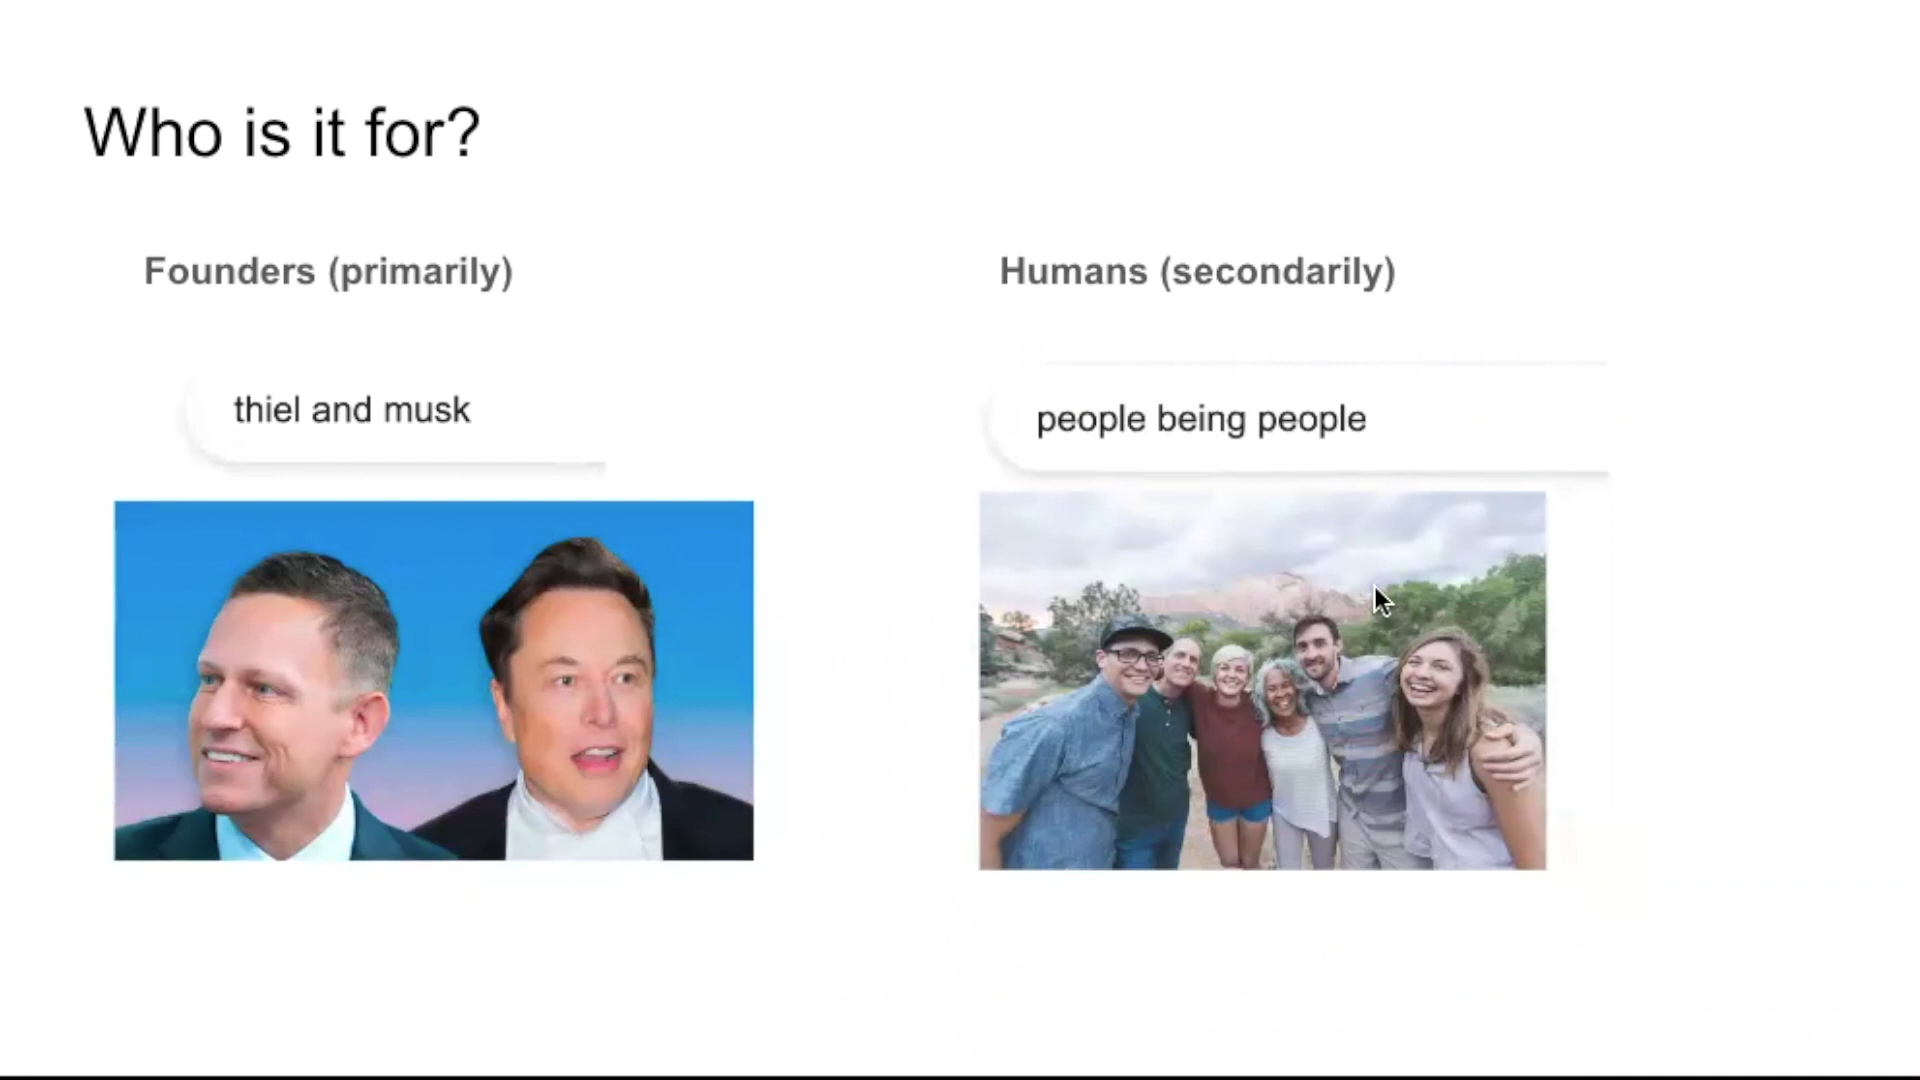 Who is it for?
Founders (primarily)
thiel and musk
Humans (secondarily)
people being people